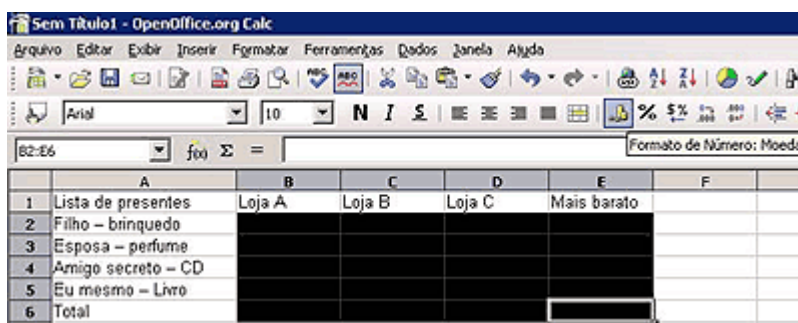 Sem Título1 - OpenOffice.org Calc
Arquivo Editar Exibir Inserir Formatar Ferramentas Dados Janela Ajuda
ABC ABC
Arial 10 N I S % $%
B2:E6 f(x) Σ = Formato de Número: Moeda
A B C D E F
1 Lista de presentes Loja A Loja B Loja C Mais barato
2 Filho – brinquedo
3 Esposa – perfume
4 Amigo secreto – CD
5 Eu mesmo – Livro
6 Total